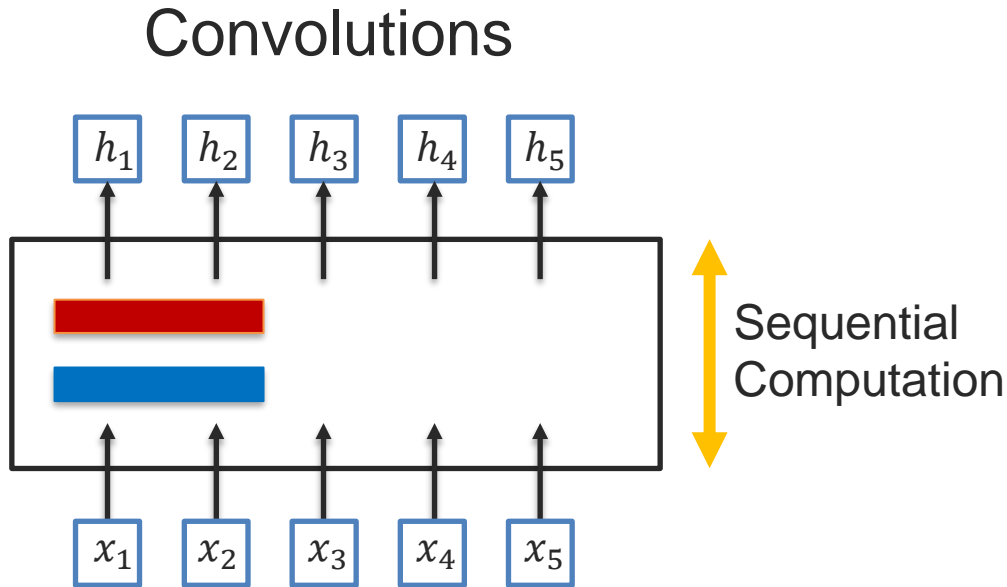 Convolutions
h₁ h₂ h₃ h₄ h₅
Sequential
Computation
x₁ x₂ x₃ x₄ x₅